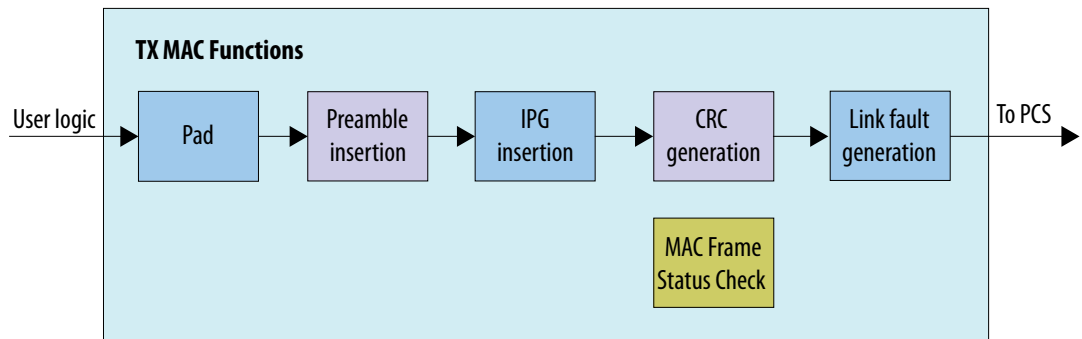 TX MAC Functions
User logic
Pad
Preamble
insertion
IPG
insertion
CRC
generation
Link fault
generation
To PCS
MAC Frame
Status Check